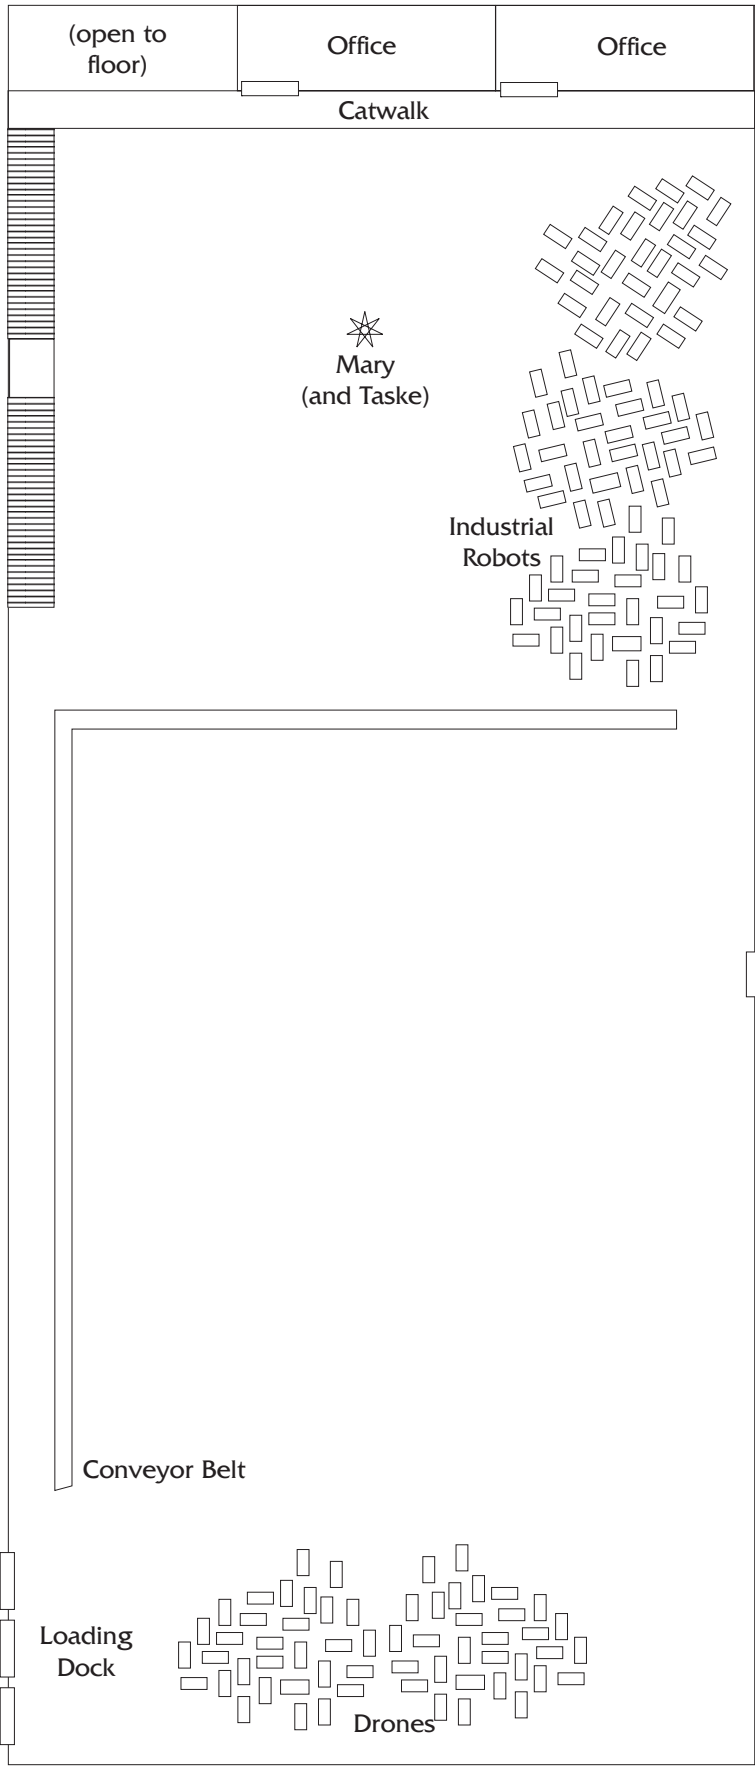 (open to
floor)
Office
Office
Catwalk
Mary
(and Taske)
Industrial
Robots
Conveyor Belt
Loading
Dock
Drones